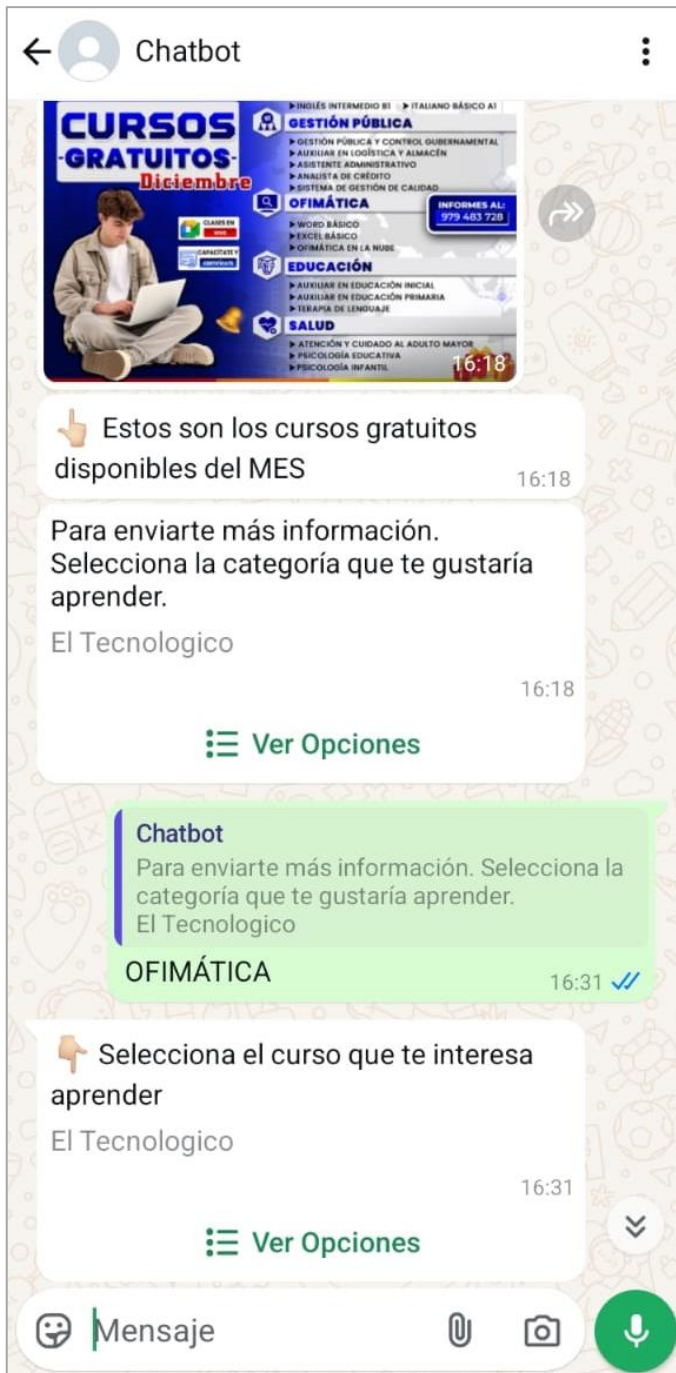 Chatbot
▶INGLÉS INTERMEDIO B1 ▶ITALIANO BÁSICO A1
CURSOS
-GRATUITOS-
Diciembre
GESTIÓN PÚBLICA
▶GESTIÓN PÚBLICA Y CONTROL GUBERNAMENTAL
▶AUXILIAR EN LOGÍSTICA Y ALMACÉN
▶ASISTENTE ADMINISTRATIVO
▶ANALISTA DE CRÉDITO
▶SISTEMA DE GESTIÓN DE CALIDAD
OFIMÁTICA
INFORMES AL:
979 483 728
▶WORD BÁSICO
▶EXCEL BÁSICO
▶OFIMÁTICA EN LA NUBE
CLASES EN
CAPACÍTATE Y
EDUCACIÓN
▶AUXILIAR EN EDUCACIÓN INICIAL
▶AUXILIAR EN EDUCACIÓN PRIMARIA
▶TERAPIA DE LENGUAJE
SALUD
▶ATENCIÓN Y CUIDADO AL ADULTO MAYOR
▶PSICOLOGÍA EDUCATIVA
▶PSICOLOGÍA INFANTIL
16:18
👆🏻 Estos son los cursos gratuitos
disponibles del MES
16:18
Para enviarte más información.
Selecciona la categoría que te gustaría
aprender.
El Tecnologico
16:18
Ver Opciones
Chatbot
Para enviarte más información. Selecciona la
categoría que te gustaría aprender.
El Tecnologico
OFIMÁTICA
16:31
👇🏻 Selecciona el curso que te interesa
aprender
El Tecnologico
16:31
Ver Opciones
Mensaje